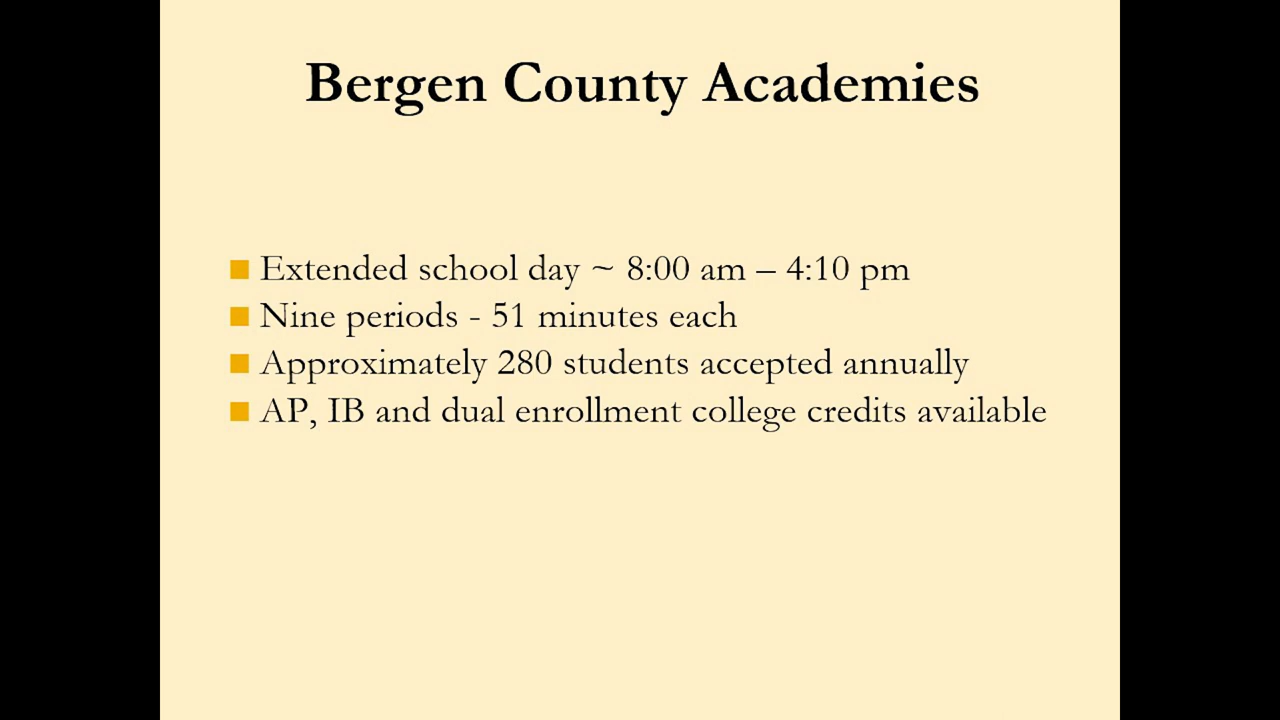 Bergen County Academies
■ Extended school day ~ 8:00 am – 4:10 pm
■ Nine periods - 51 minutes each
■ Approximately 280 students accepted annually
■ AP, IB and dual enrollment college credits available